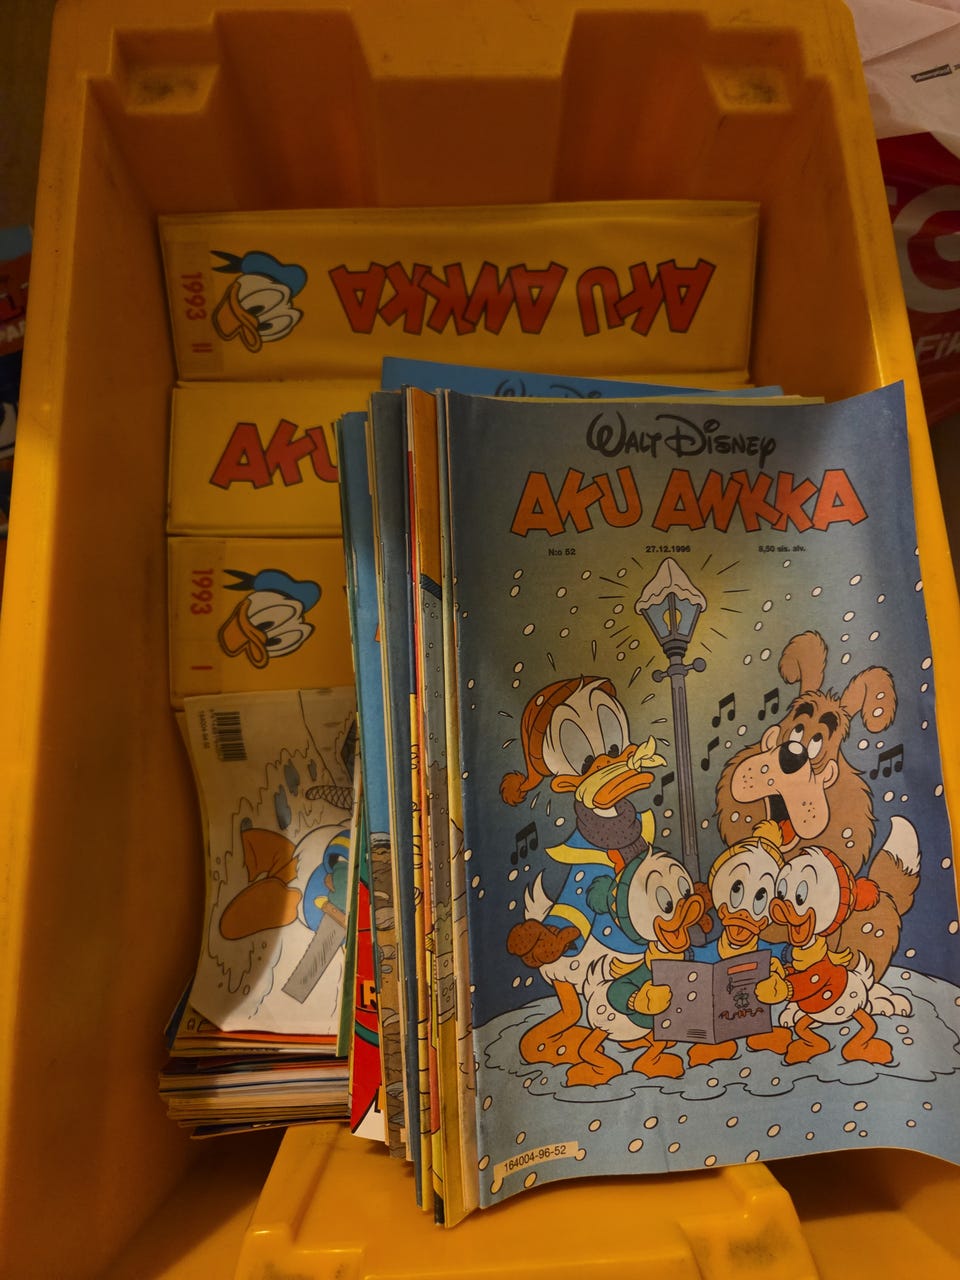 1993 II
AKU ANKKA
AKU
1993 I
WALT DISNEY
AKU ANKKA
N:o 52 27.12.1996 8,50 sis. alv.
164004-96-52